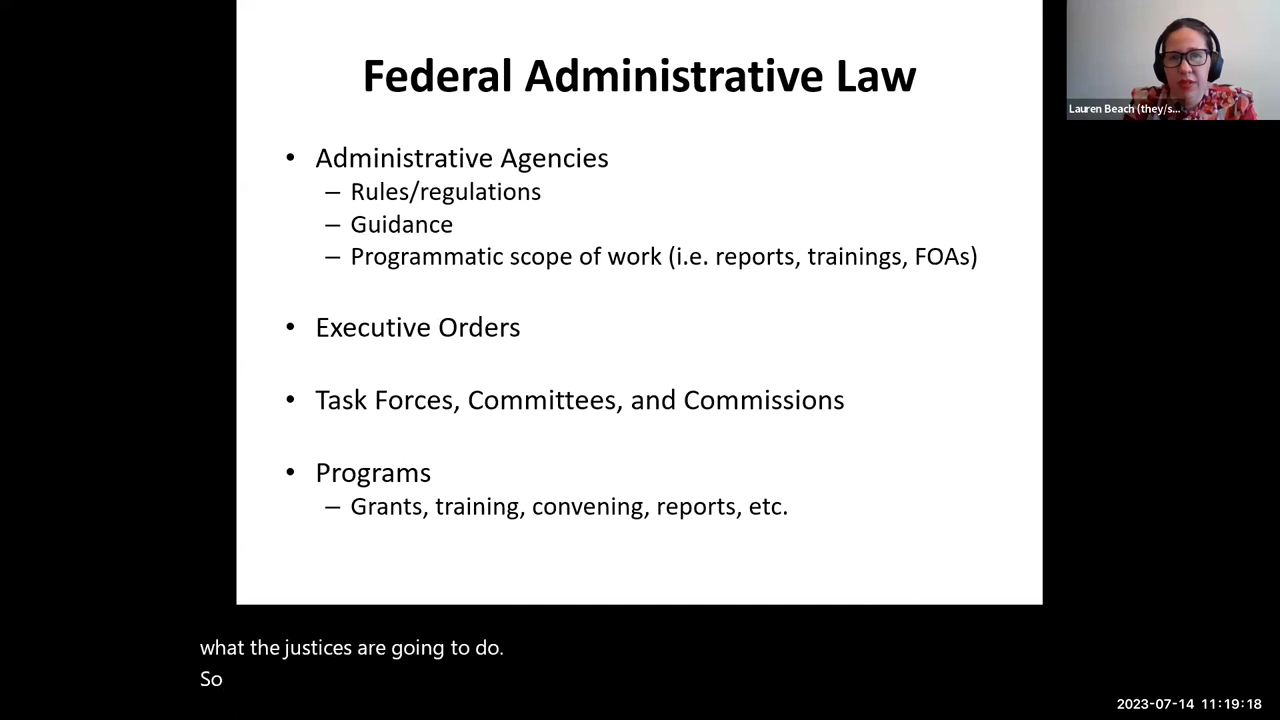 Federal Administrative Law
• Administrative Agencies
– Rules/regulations
– Guidance
– Programmatic scope of work (i.e. reports, trainings, FOAs)
• Executive Orders
• Task Forces, Committees, and Commissions
• Programs
– Grants, training, convening, reports, etc.
Lauren Beach (they/s...
what the justices are going to do.
So
2023-07-14 11:19:18